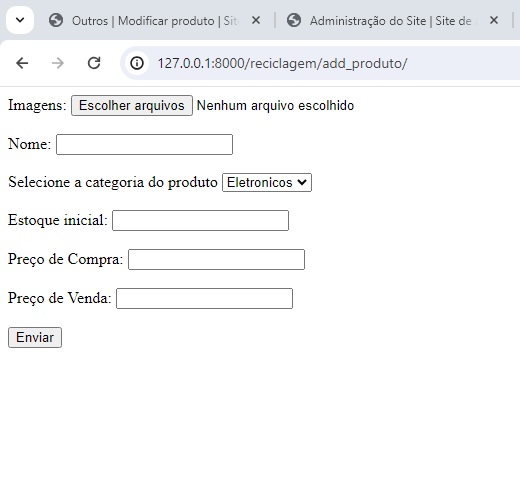 Outros | Modificar produto | Site
Administração do Site | Site de
127.0.0.1:8000/reciclagem/add_produto/
Imagens: Escolher arquivos Nenhum arquivo escolhido
Nome:
Selecione a categoria do produto Eletronicos
Estoque inicial:
Preço de Compra:
Preço de Venda:
Enviar